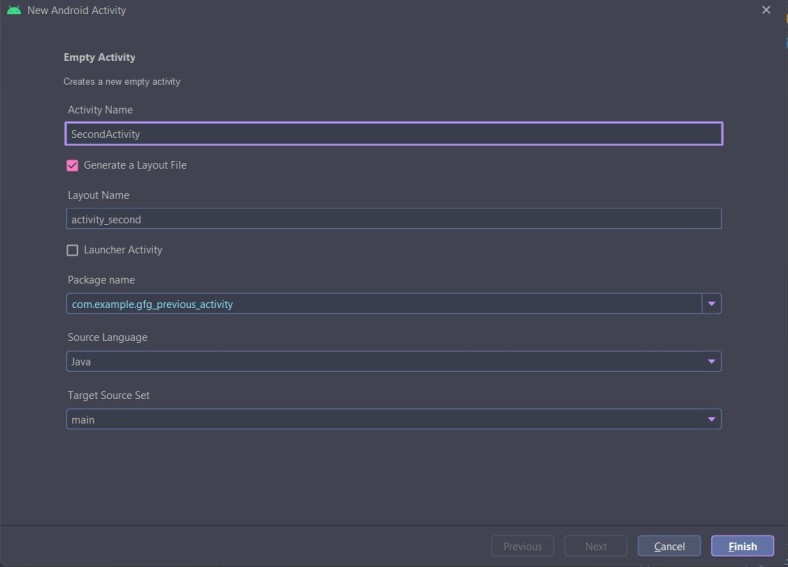 New Android Activity
Empty Activity
Creates a new empty activity
Activity Name
SecondActivity
Generate a Layout File
Layout Name
activity_second
Launcher Activity
Package name
com.example.gfg_previous_activity
Source Language
Java
Target Source Set
main
Previous Next Cancel Finish